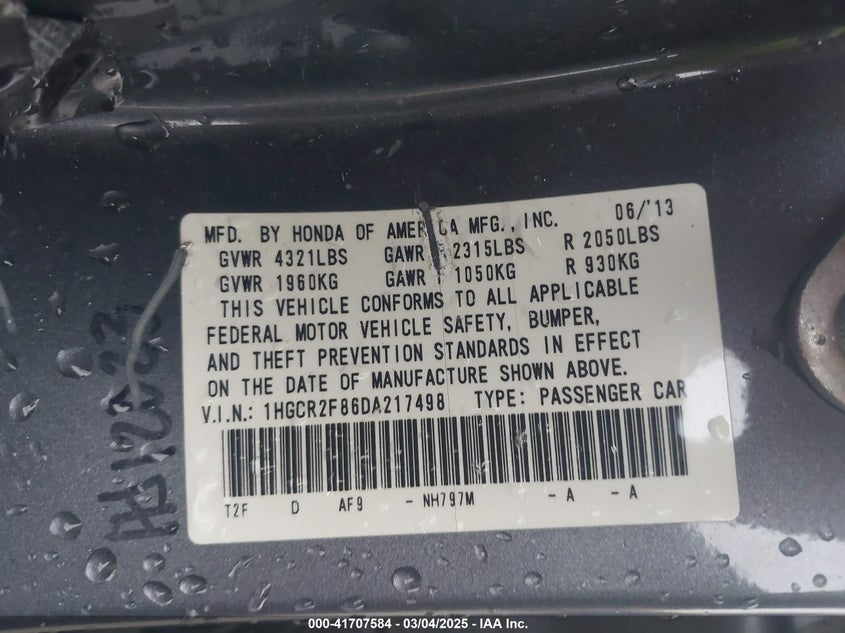 MFD. BY HONDA OF AMERICA MFG., INC. 06/'13
GVWR 4321LBS GAWR 2315LBS R 2050LBS
GVWR 1960KG GAWR 1050KG R 930KG
THIS VEHICLE CONFORMS TO ALL APPLICABLE
FEDERAL MOTOR VEHICLE SAFETY, BUMPER,
AND THEFT PREVENTION STANDARDS IN EFFECT
ON THE DATE OF MANUFACTURE SHOWN ABOVE.
V.I.N.: 1HGCR2F86DA217498 TYPE: PASSENGER CAR
T2F D AF9 - NH797M - A - A
000-41707584 - 03/04/2025 - IAA Inc.